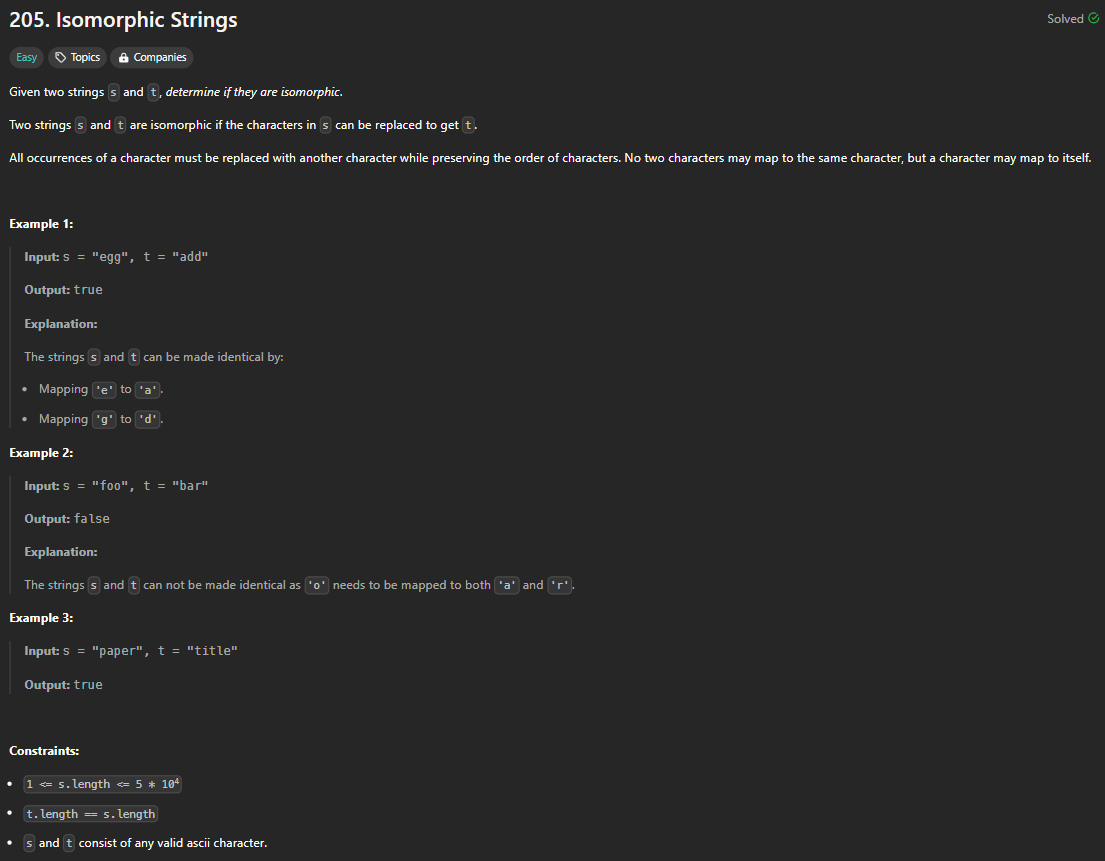 205. Isomorphic Strings
Solved
Easy Topics Companies
Given two strings s and t, determine if they are isomorphic.
Two strings s and t are isomorphic if the characters in s can be replaced to get t.
All occurrences of a character must be replaced with another character while preserving the order of characters. No two characters may map to the same character, but a character may map to itself.
Example 1:
Input: s = "egg", t = "add"
Output: true
Explanation:
The strings s and t can be made identical by:
• Mapping 'e' to 'a'.
• Mapping 'g' to 'd'.
Example 2:
Input: s = "foo", t = "bar"
Output: false
Explanation:
The strings s and t can not be made identical as 'o' needs to be mapped to both 'a' and 'r'.
Example 3:
Input: s = "paper", t = "title"
Output: true
Constraints:
• 1 <= s.length <= 5 * 10⁴
• t.length == s.length
• s and t consist of any valid ascii character.